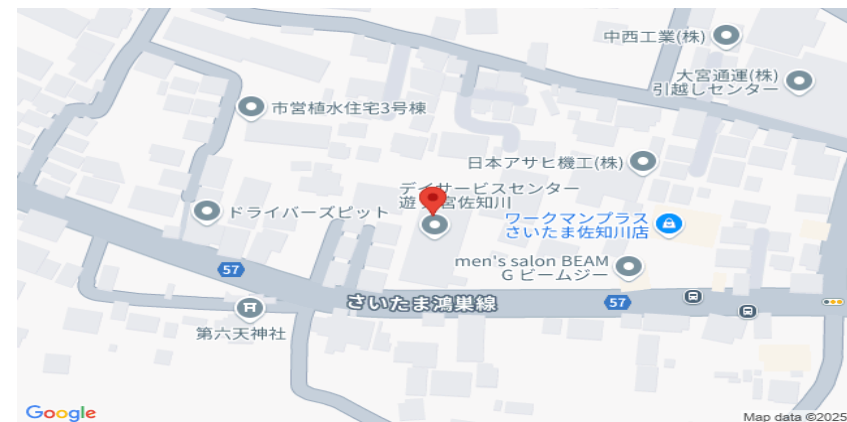 中西工業(株)
大宮通運(株)
引越しセンター
市営植水住宅3号棟
日本アサヒ機工(株)
デイサービスセンター
遊 宮佐知川
ドライバーズピット
ワークマンプラス
さいたま佐知川店
men's salon BEAM
G ビームジー
57
さいたま鴻巣線
57
第六天神社
Google
Map data ©2025